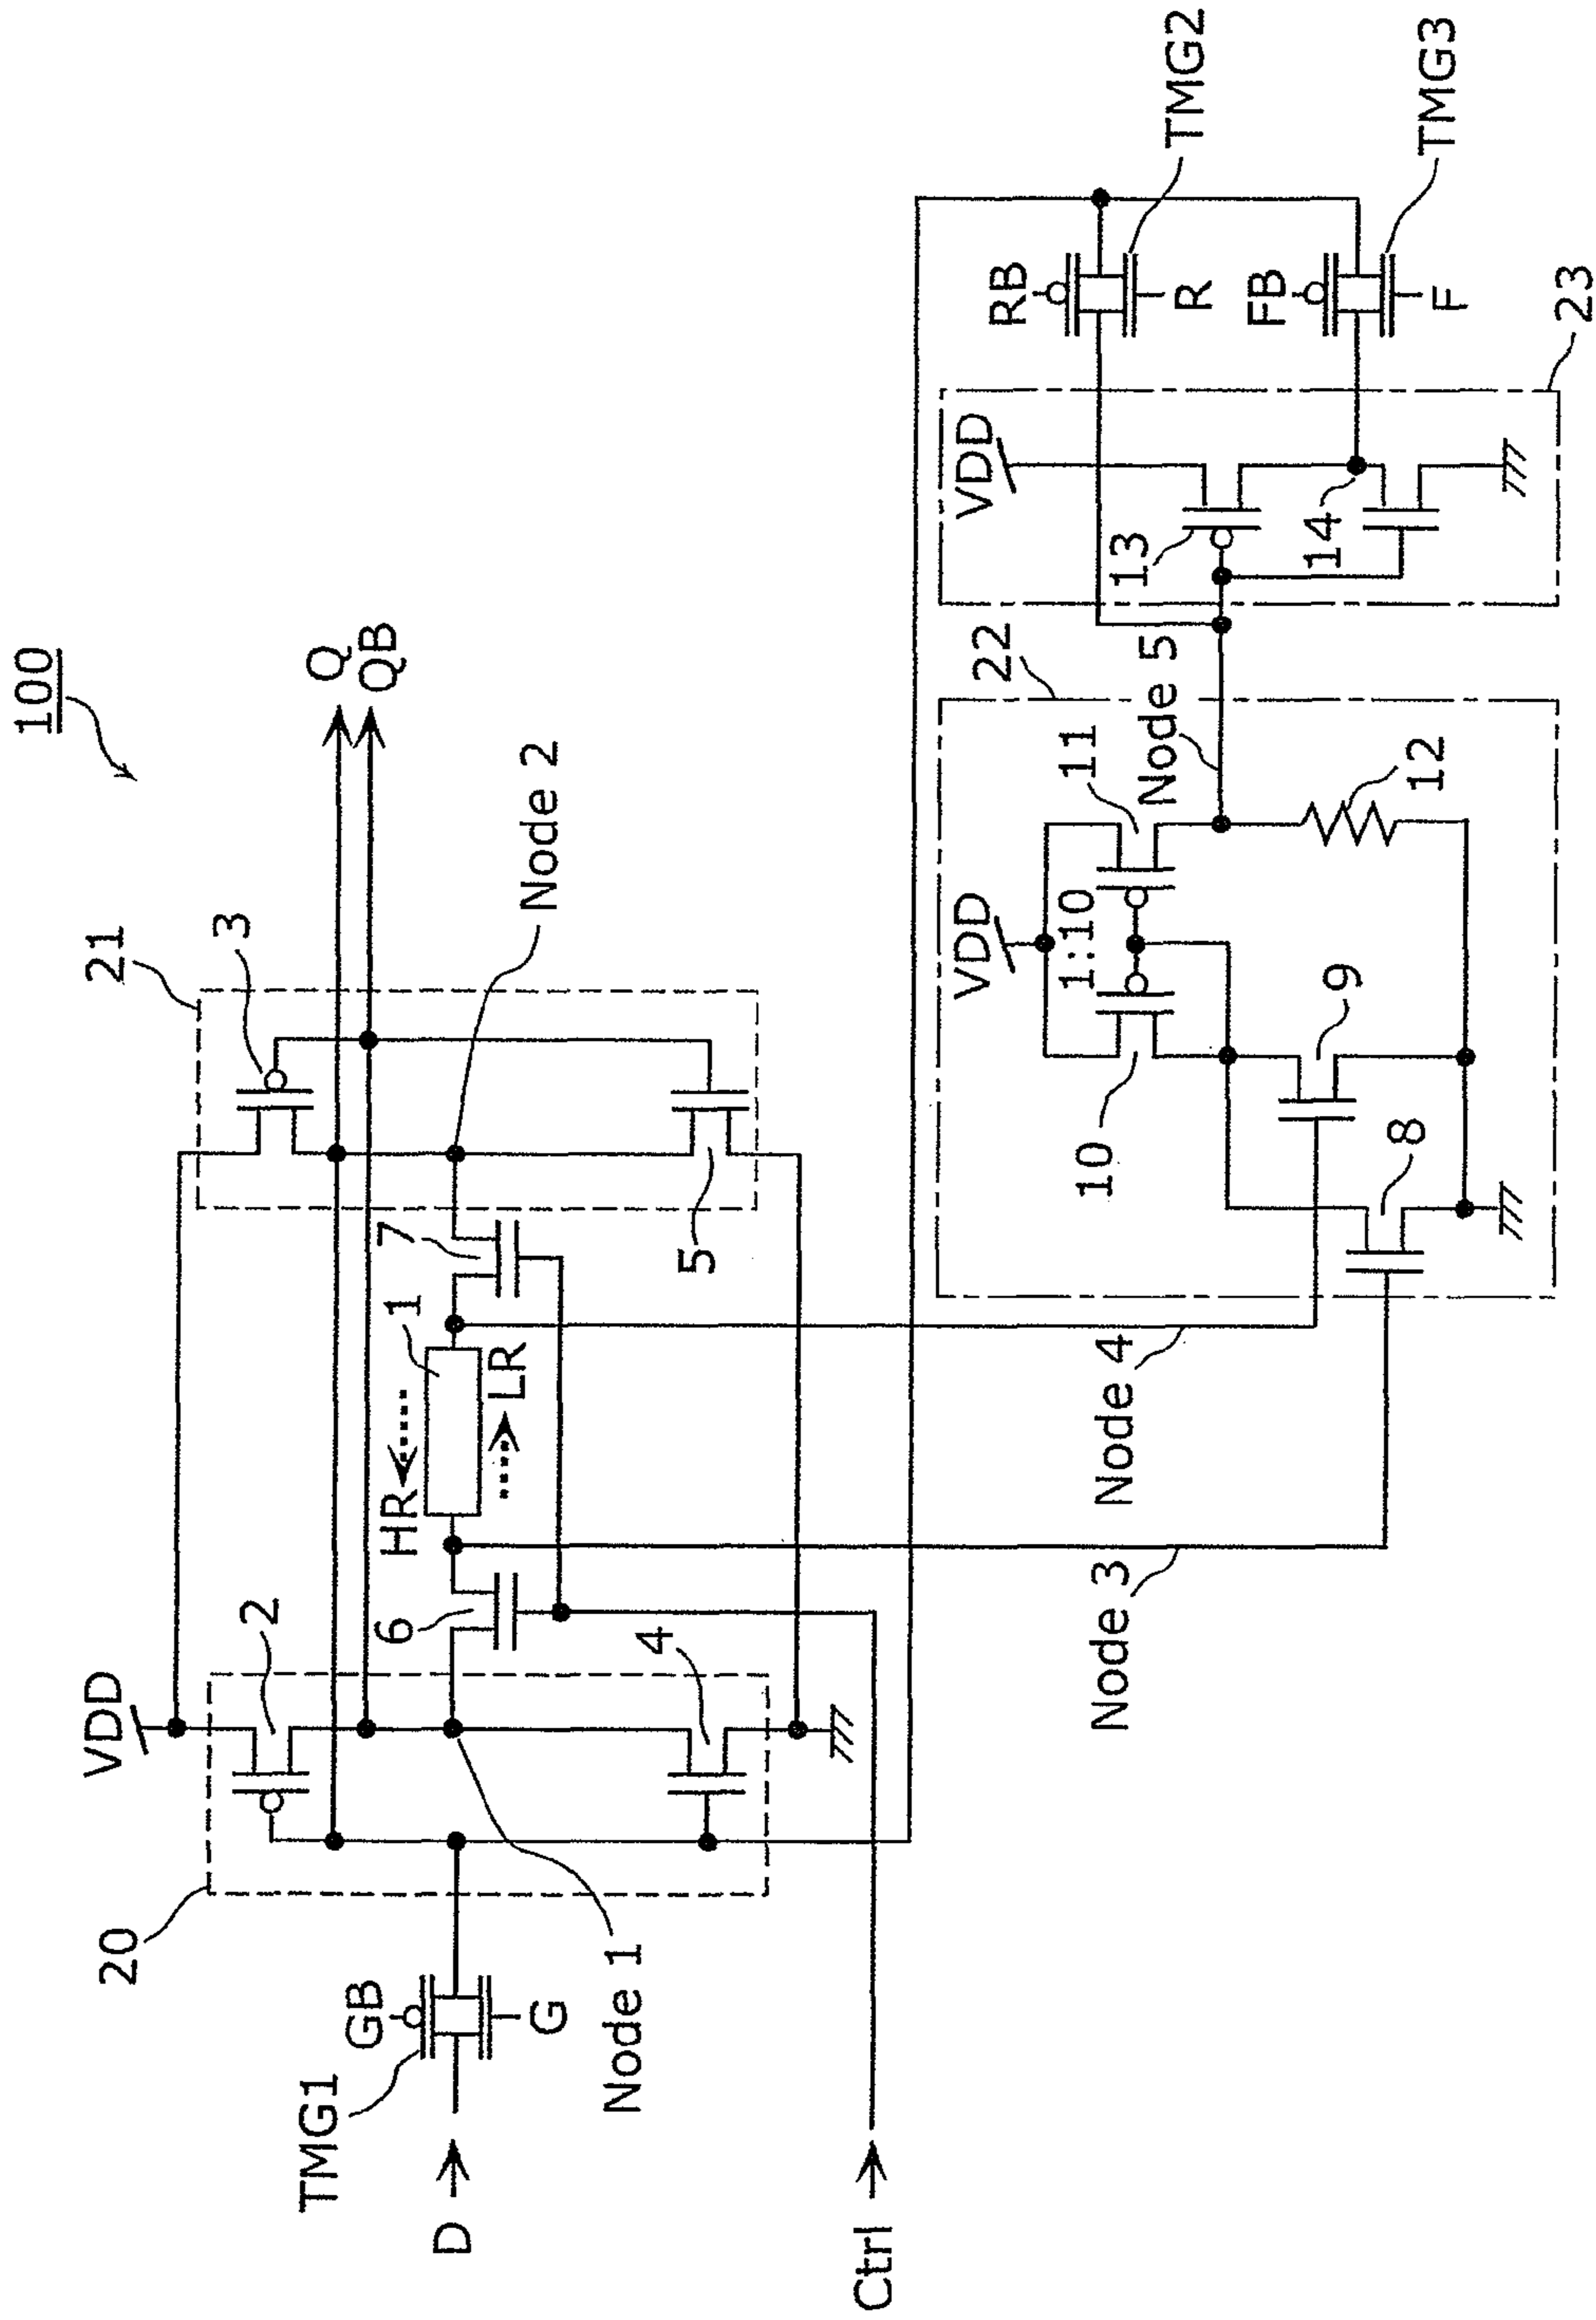 100
Q
QB
VDD
20
2
21
3
TMG1
GB
G
D
HR
LR
1
6
7
4
5
Node 1
Node 2
Ctrl
Node 3
Node 4
VDD
1:10
10
11
Node 5
22
8
9
12
VDD
13
14
23
RB
R
TMG2
FB
F
TMG3